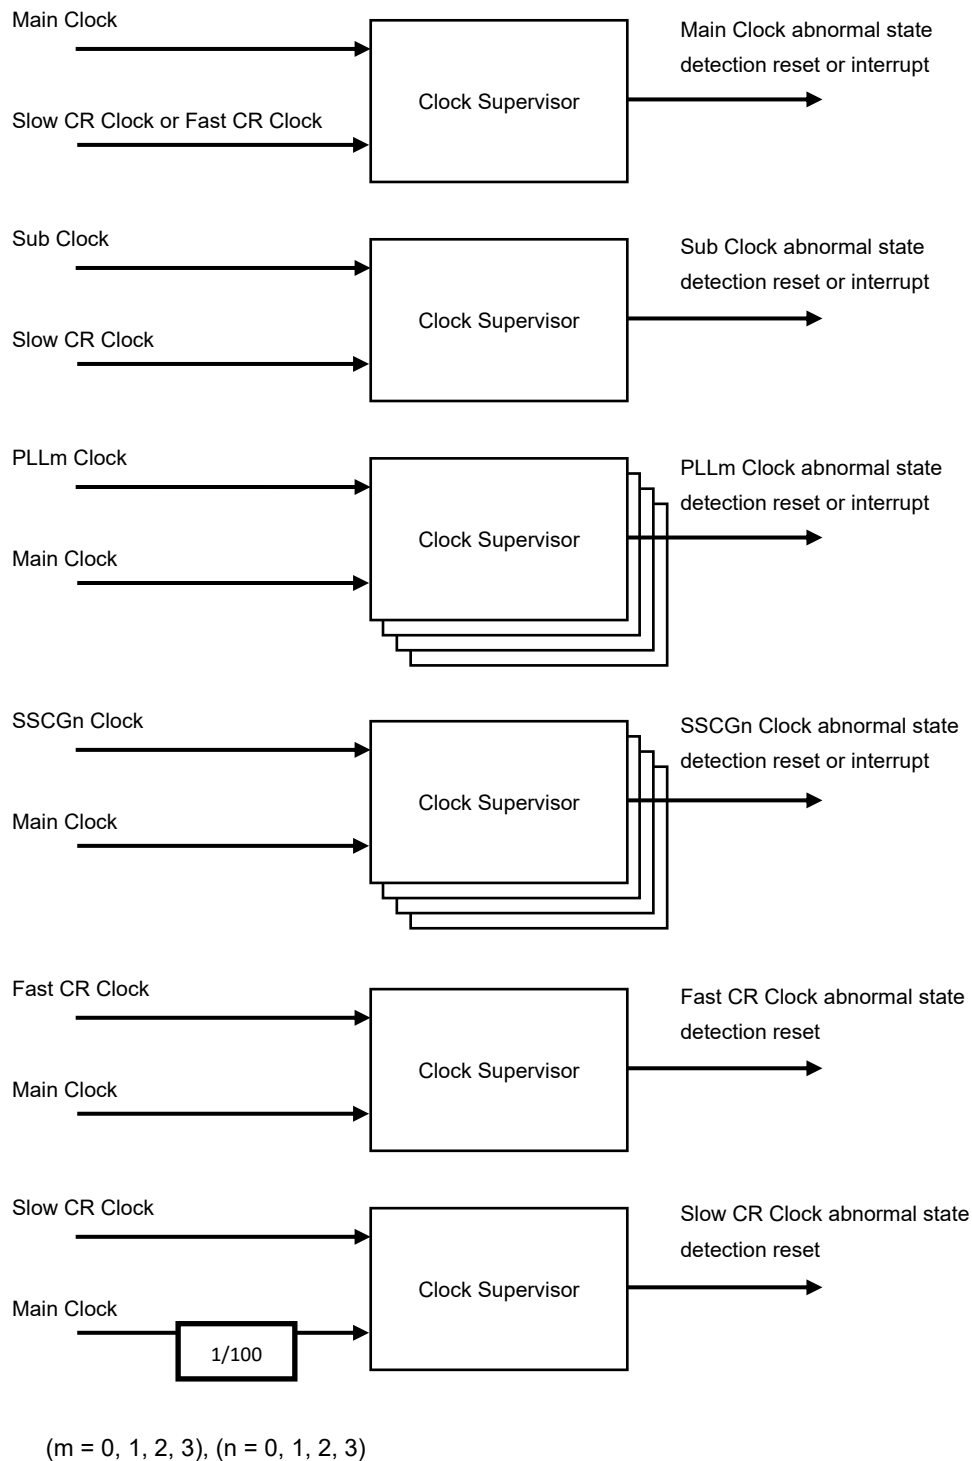 Main Clock
Slow CR Clock or Fast CR Clock
Clock Supervisor
Main Clock abnormal state
detection reset or interrupt
Sub Clock
Slow CR Clock
Clock Supervisor
Sub Clock abnormal state
detection reset or interrupt
PLLm Clock
Main Clock
Clock Supervisor
PLLm Clock abnormal state
detection reset or interrupt
SSCGn Clock
Main Clock
Clock Supervisor
SSCGn Clock abnormal state
detection reset or interrupt
Fast CR Clock
Main Clock
Clock Supervisor
Fast CR Clock abnormal state
detection reset
Slow CR Clock
Main Clock
1/100
Clock Supervisor
Slow CR Clock abnormal state
detection reset
(m = 0, 1, 2, 3), (n = 0, 1, 2, 3)